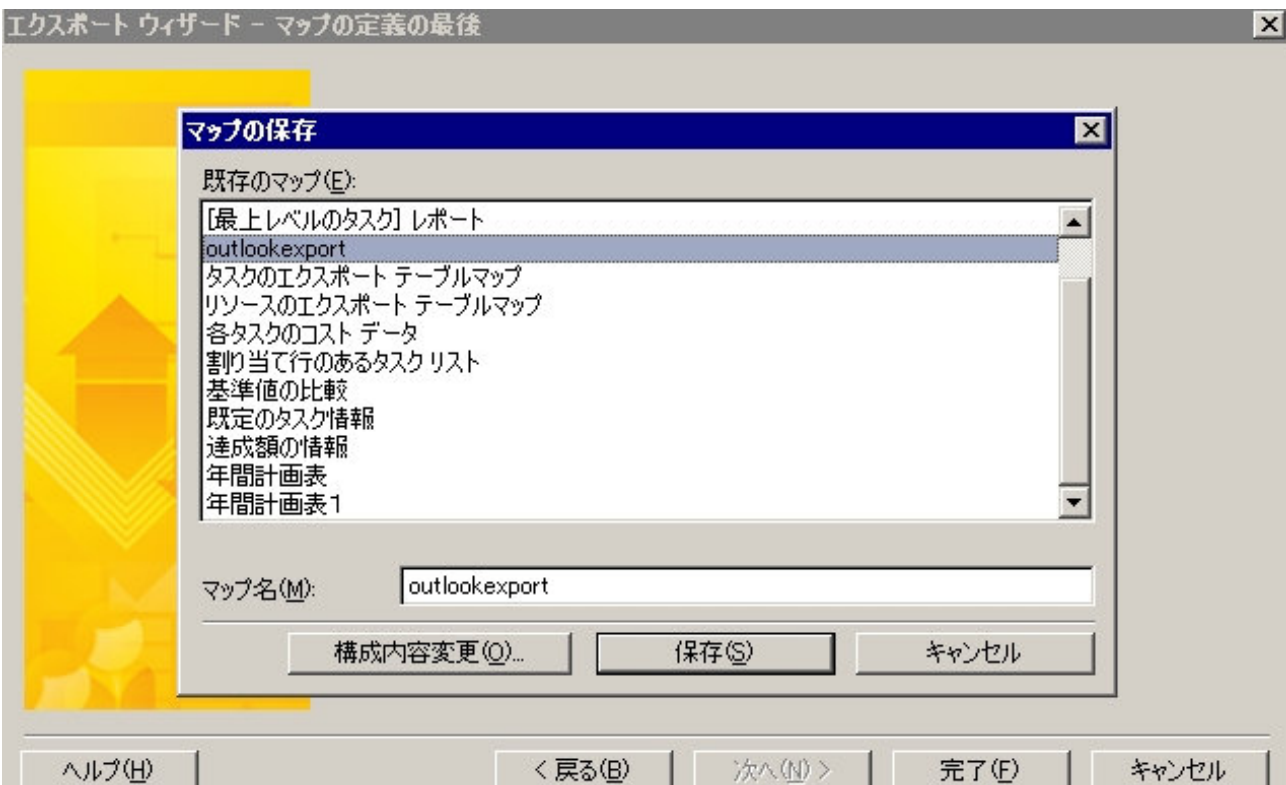 エクスポート ウィザード - マップの定義の最後
マップの保存
既存のマップ(E):
[最上レベルのタスク] レポート
outlookexport
タスクのエクスポート テーブルマップ
リソースのエクスポート テーブルマップ
各タスクのコスト データ
割り当て行のあるタスク リスト
基準値の比較
既定のタスク情報
達成額の情報
年間計画表
年間計画表1
マップ名(M): outlookexport
構成内容変更(O)... 保存(S) キャンセル
ヘルプ(H) < 戻る(B) 次へ(N) > 完了(F) キャンセル